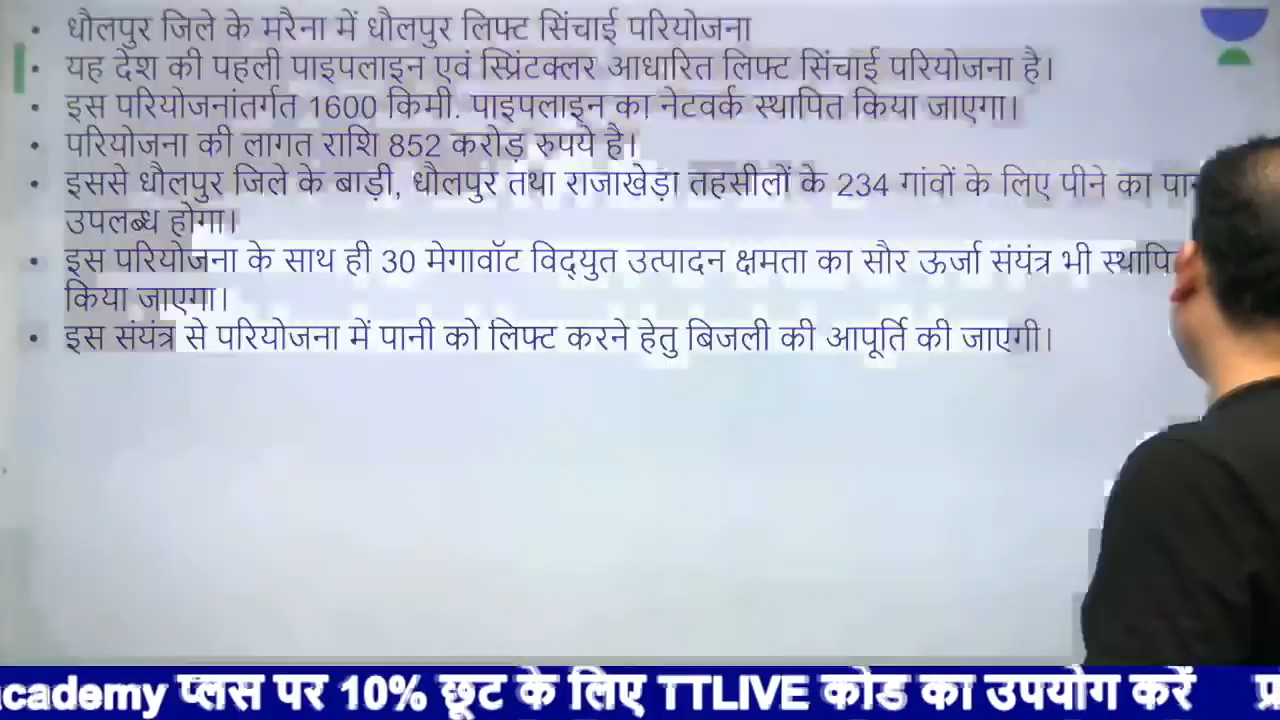 • धौलपुर जिले के मरैना में धौलपुर लिफ्ट सिंचाई परियोजना
• यह देश की पहली पाइपलाइन एवं स्प्रिंटक्लर आधारित लिफ्ट सिंचाई परियोजना है।
• इस परियोजनांतर्गत 1600 किमी. पाइपलाइन का नेटवर्क स्थापित किया जाएगा।
• परियोजना की लागत राशि 852 करोड़ रुपये है।
• इससे धौलपुर जिले के बाड़ी, धौलपुर तथा राजाखेड़ा तहसीलों के 234 गांवों के लिए पीने का
उपलब्ध होगा।
• इस परियोजना के साथ ही 30 मेगावॉट विद्युत उत्पादन क्षमता का सौर ऊर्जा संयंत्र भी
किया जाएगा।
• इस संयंत्र से परियोजना में पानी को लिफ्ट करने हेतु बिजली की आपूर्ति की जाएगी।
cademy प्लस पर 10% छूट के लिए TTLIVE कोड का उपयोग करें